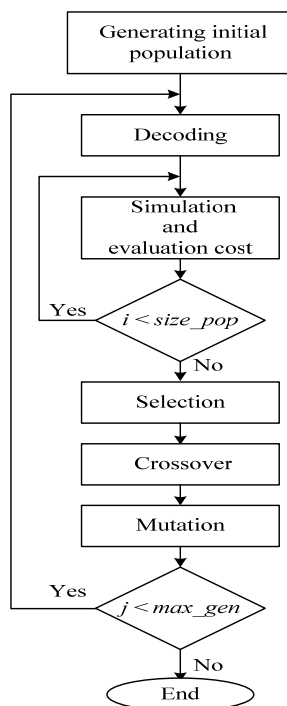 Generating initial
population
Decoding
Simulation
and
evaluation cost
Yes
i < size_pop
No
Selection
Crossover
Mutation
Yes
j < max_gen
No
End